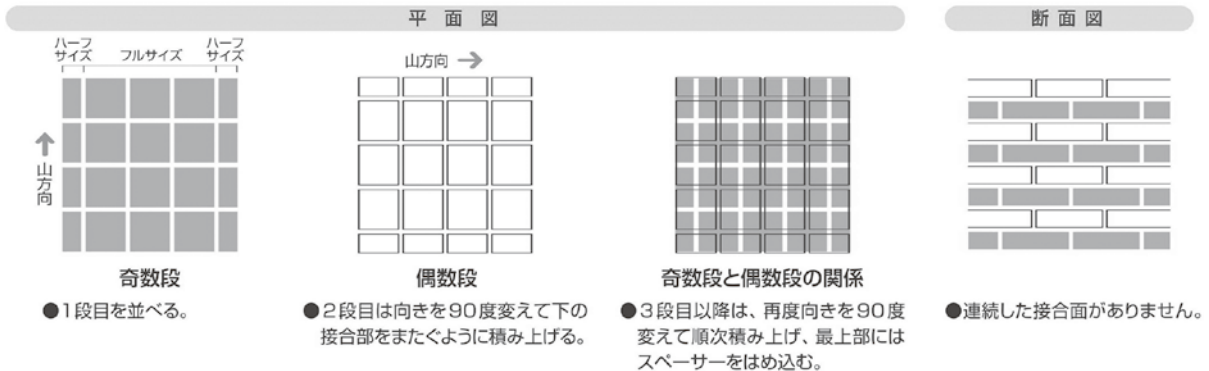 平面図
断面図
ハーフ
サイズ
フルサイズ
ハーフ
サイズ
山方向
山方向
奇数段
●1段目を並べる。
偶数段
●2段目は向きを90度変えて下の
接合部をまたぐように積み上げる。
奇数段と偶数段の関係
●3段目以降は、再度向きを90度
変えて順次積み上げ、最上部には
スペーサーをはめ込む。
●連続した接合面がありません。